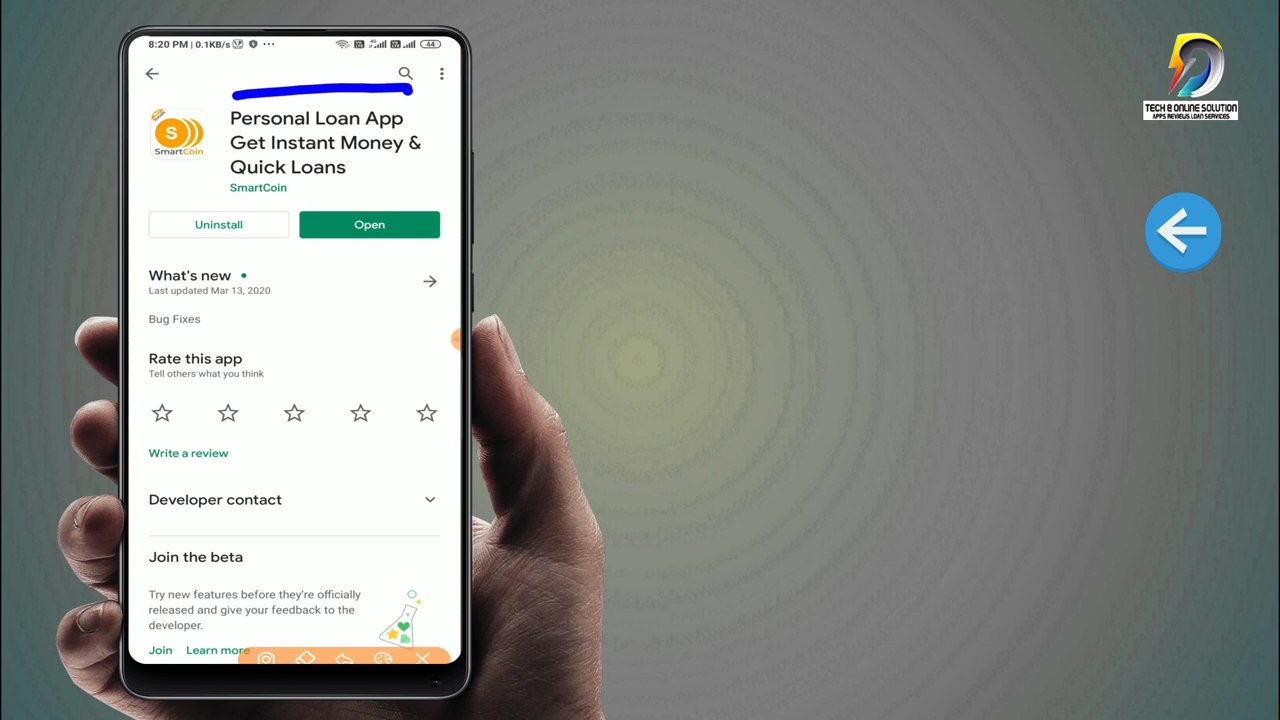 8:20 PM | 0.1KB/s
44
Personal Loan App
Get Instant Money &
Quick Loans
SmartCoin
S
SmartCoin
Uninstall
Open
What's new
Last updated Mar 13, 2020
Bug Fixes
Rate this app
Tell others what you think
Write a review
Developer contact
Join the beta
Try new features before they're officially
released and give your feedback to the
developer.
Join
Learn more
TECH & ONLINE SOLUTION
APPS REVIEWS LOAN SERVICES